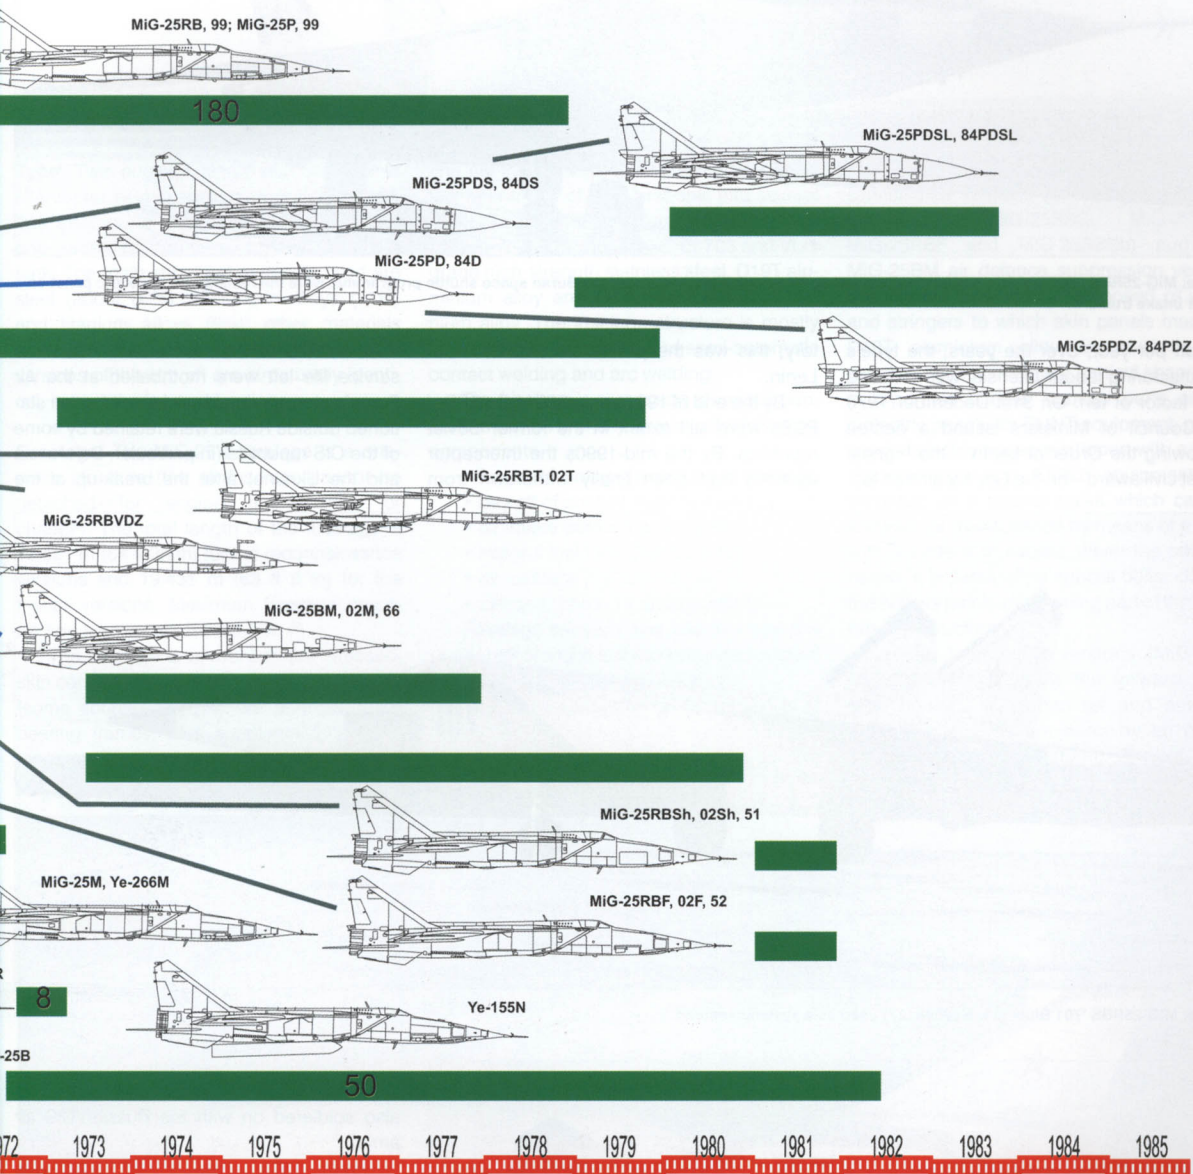 MiG-25RB, 99; MiG-25P, 99
180
MiG-25PDSL, 84PDSL
MiG-25PDS, 84DS
MiG-25PD, 84D
MiG-25PDZ, 84PDZ
MiG-25RBT, 02T
MiG-25RBVDZ
MiG-25BM, 02M, 66
MiG-25RBSh, 02Sh, 51
MiG-25M, Ye-266M
MiG-25RBF, 02F, 52
8
Ye-155N
-25B
50
972 1973 1974 1975 1976 1977 1978 1979 1980 1981 1982 1983 1984 1985